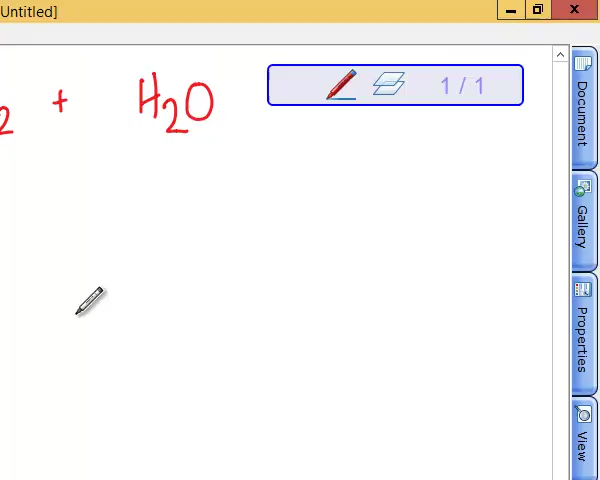 Untitled]
2 + H2O
1 / 1
Document
Gallery
Properties
View